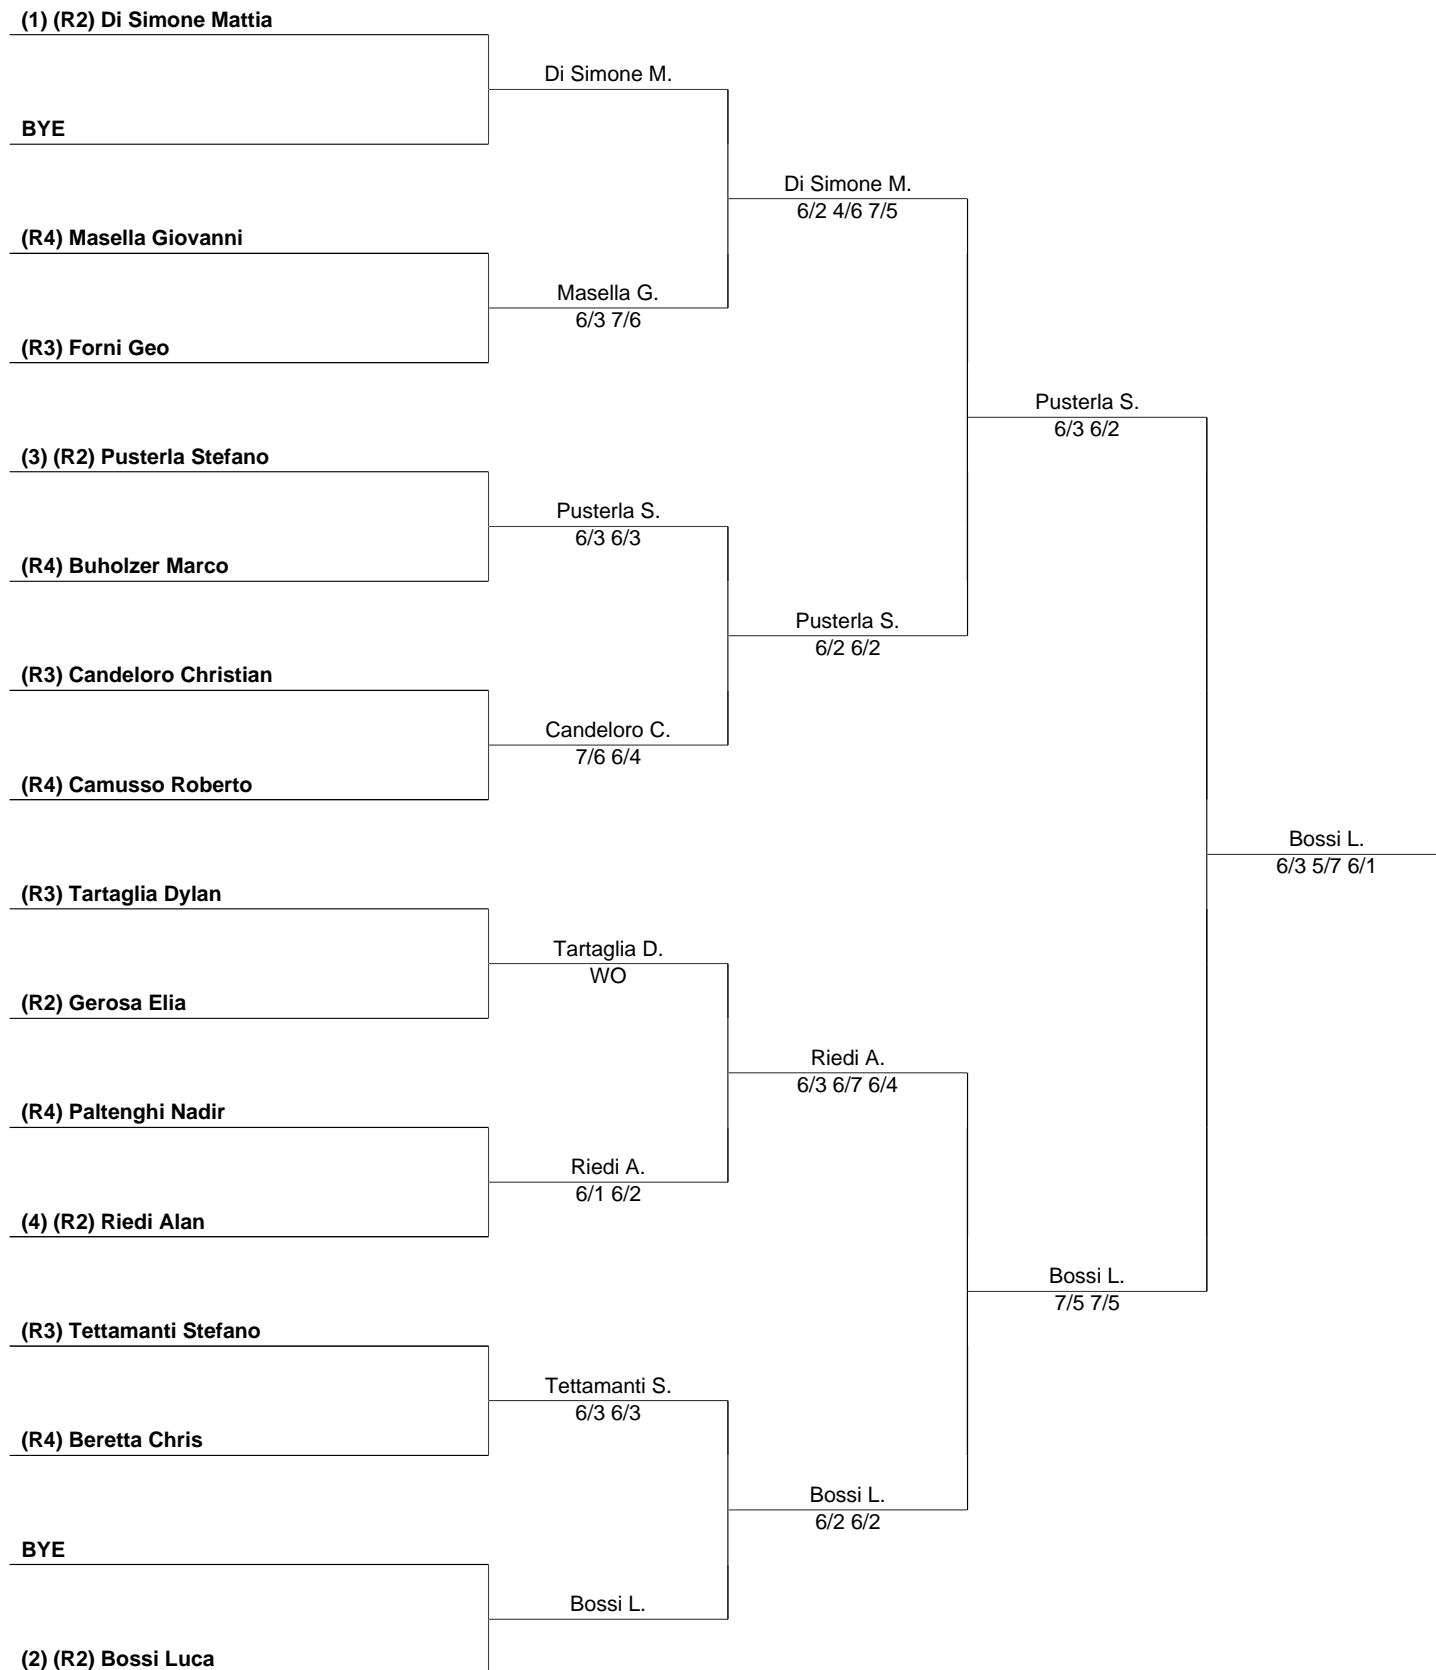 (1) (R2) Di Simone Mattia
Di Simone M.
BYE
Di Simone M.
6/2 4/6 7/5
(R4) Masella Giovanni
Masella G.
6/3 7/6
(R3) Forni Geo
Pusterla S.
6/3 6/2
(3) (R2) Pusterla Stefano
Pusterla S.
6/3 6/3
(R4) Buholzer Marco
Pusterla S.
6/2 6/2
(R3) Candeloro Christian
Candeloro C.
7/6 6/4
(R4) Camusso Roberto
Bossi L.
6/3 5/7 6/1
(R3) Tartaglia Dylan
Tartaglia D.
WO
(R2) Gerosa Elia
Riedi A.
6/3 6/7 6/4
(R4) Paltenghi Nadir
Riedi A.
6/1 6/2
(4) (R2) Riedi Alan
Bossi L.
7/5 7/5
(R3) Tettamanti Stefano
Tettamanti S.
6/3 6/3
(R4) Beretta Chris
Bossi L.
6/2 6/2
BYE
Bossi L.
(2) (R2) Bossi Luca